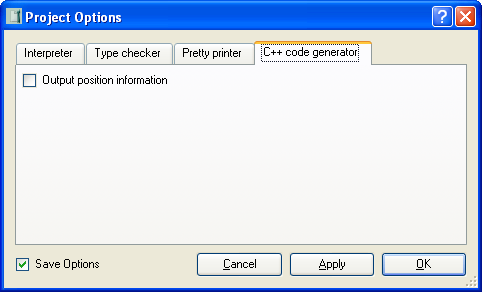 Project Options
Interpreter Type checker Pretty printer C++ code generator
Output position information
Save Options Cancel Apply OK